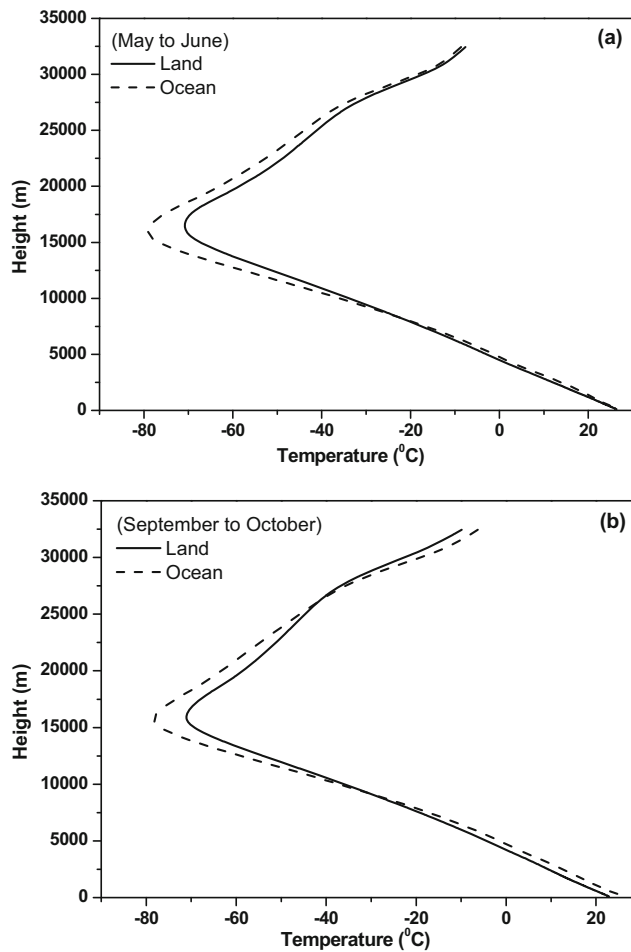 35000
(May to June)
(a)
30000
Land
Ocean
25000
20000
15000
10000
5000
0
Height (m)
-80 -60 -40 -20 0 20
Temperature (⁰C)
35000
(September to October)
(b)
30000
Land
Ocean
25000
20000
15000
10000
5000
0
Height (m)
-80 -60 -40 -20 0 20
Temperature (⁰C)